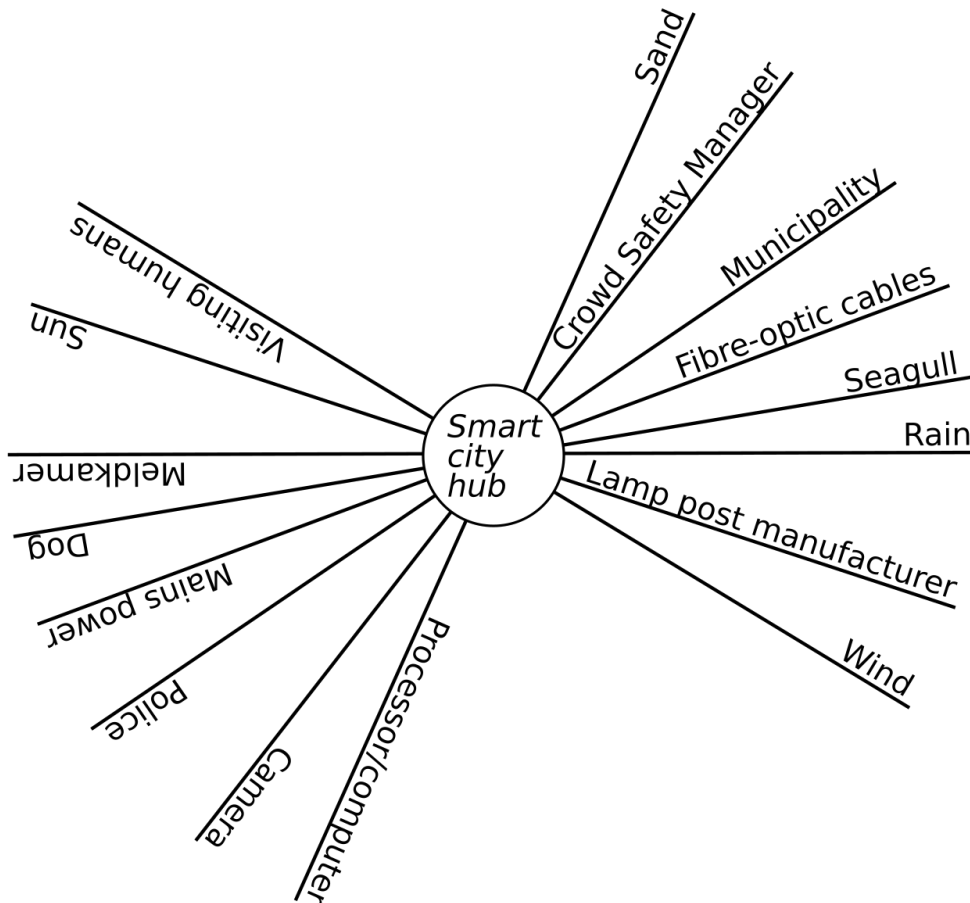 Smart
city
hub
Sand
Crowd Safety Manager
Municipality
Fibre-optic cables
Seagull
Rain
Lamp post manufacturer
Wind
Processor/computer
Camera
Police
Mains power
Dog
Meldkamer
Sun
Visiting humans